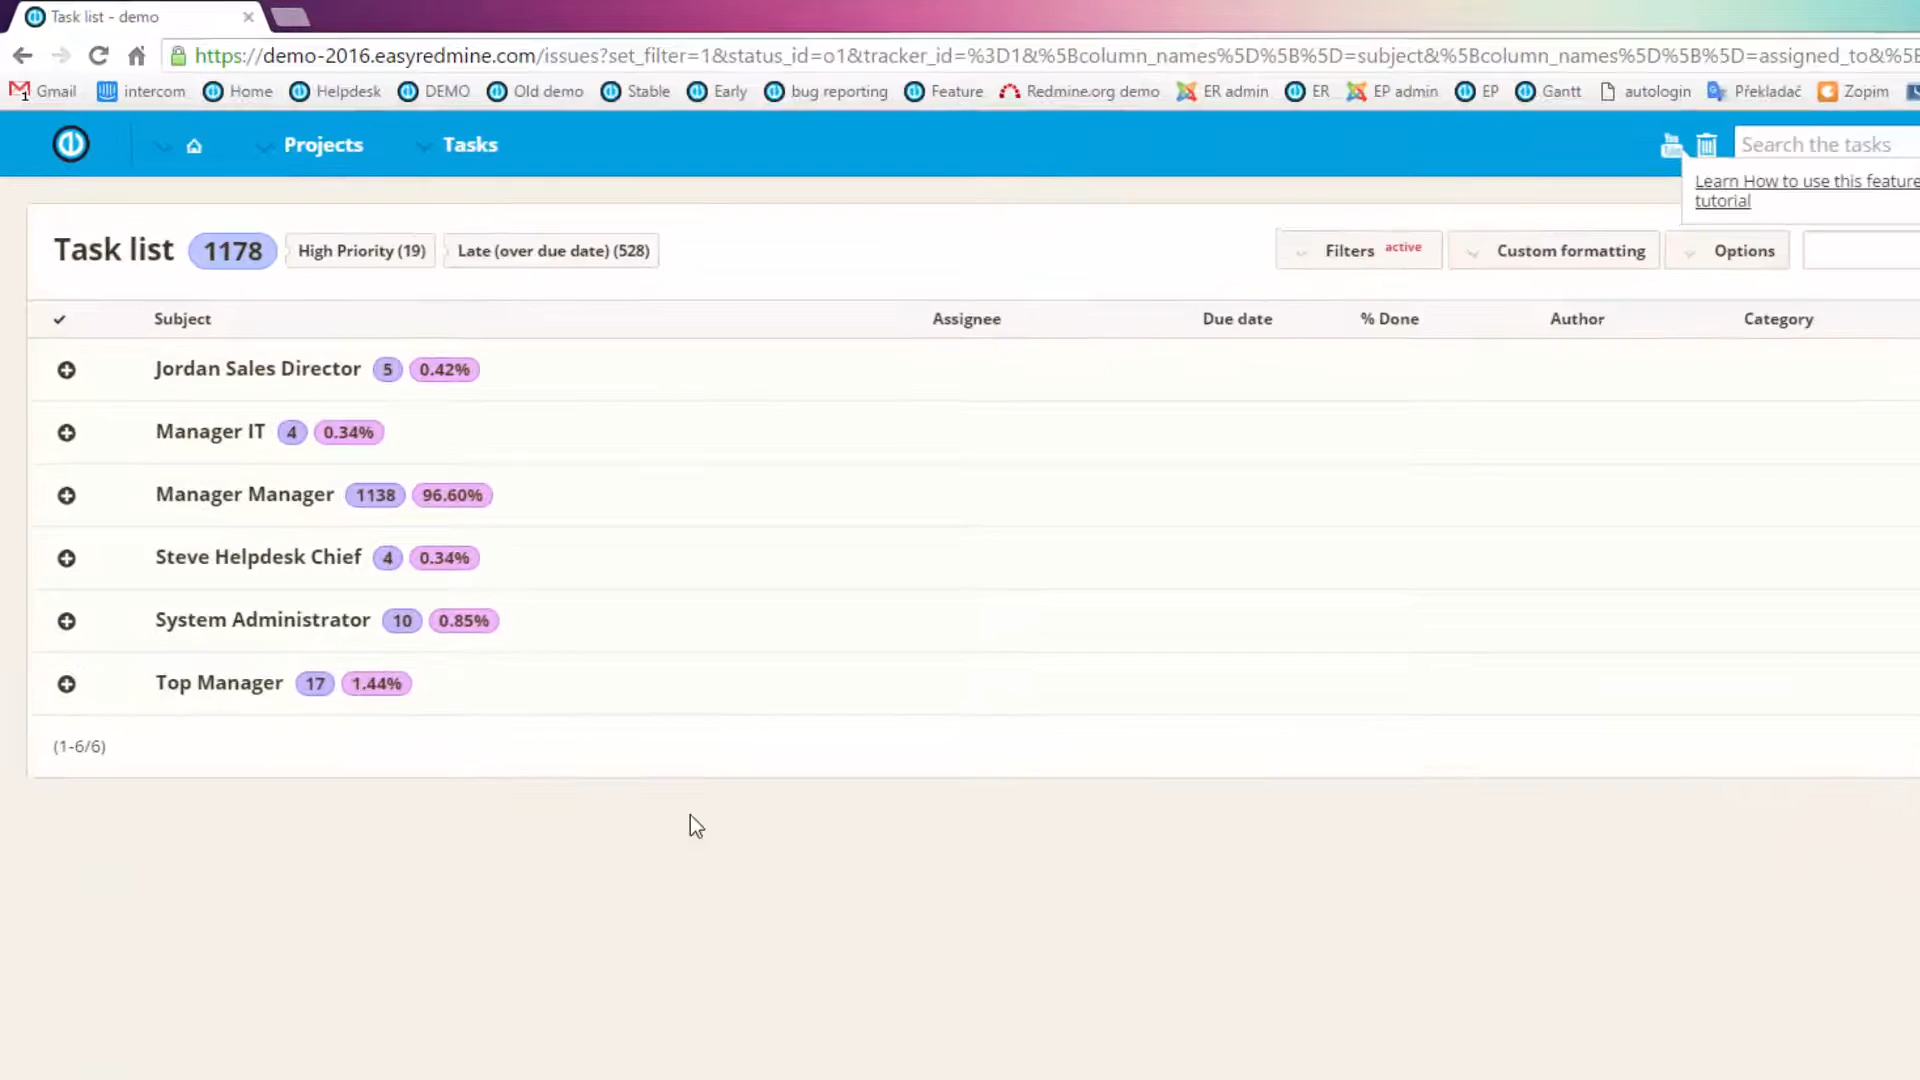 Task list - demo
https://demo-2016.easyredmine.com/issues?set_filter=1&status_id=o1&tracker_id=%3D1&%5Bcolumn_names%5D%5B%5D=subject&%5Bcolumn_names%5D%5B%5D=assigned_to&%5
Gmail intercom Home Helpdesk DEMO Old demo Stable Early bug reporting Feature Redmine.org demo ER admin ER EP admin EP Gantt autologin Překladač Zopim
Projects Tasks Search the tasks
Learn How to use this feature
tutorial
Task list 1178 High Priority (19) Late (over due date) (528) Filters active Custom formatting Options
Subject Assignee Due date % Done Author Category
Jordan Sales Director 5 0.42%
Manager IT 4 0.34%
Manager Manager 1138 96.60%
Steve Helpdesk Chief 4 0.34%
System Administrator 10 0.85%
Top Manager 17 1.44%
(1-6/6)